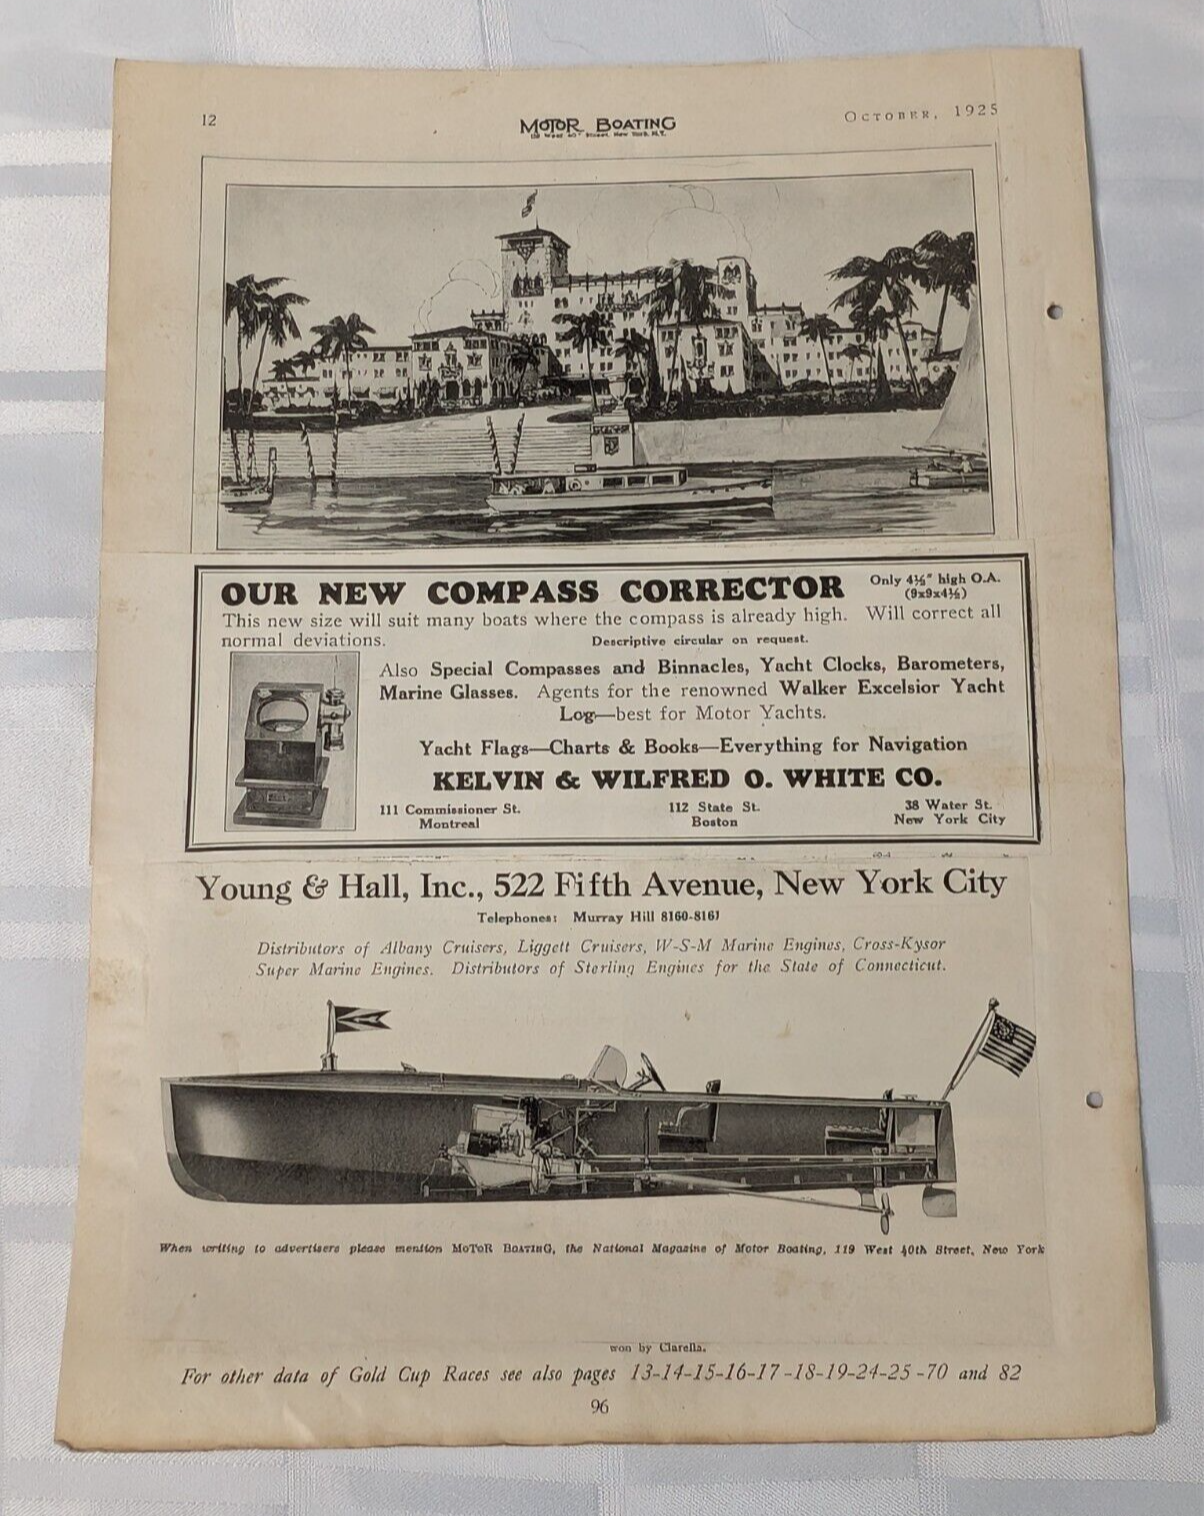 12
MOTOR BOATING
October, 1925
119 West 40th Street, New York, N.Y.
OUR NEW COMPASS CORRECTOR
Only 4½" high O.A.
(9x9x4½)
This new size will suit many boats where the compass is already high. Will correct all
normal deviations.
Descriptive circular on request.
Also Special Compasses and Binnacles, Yacht Clocks, Barometers,
Marine Glasses. Agents for the renowned Walker Excelsior Yacht
Log—best for Motor Yachts.
Yacht Flags—Charts & Books—Everything for Navigation
KELVIN & WILFRED O. WHITE CO.
111 Commissioner St.
Montreal
112 State St.
Boston
38 Water St.
New York City
Young & Hall, Inc., 522 Fifth Avenue, New York City
Telephones: Murray Hill 8160-8161
Distributors of Albany Cruisers, Liggett Cruisers, W-S-M Marine Engines, Cross-Kysor
Super Marine Engines. Distributors of Sterling Engines for the State of Connecticut.
When writing to advertisers please mention MoToR BOATING, the National Magazine of Motor Boating, 119 West 40th Street, New York
won by Clarella.
For other data of Gold Cup Races see also pages 13-14-15-16-17-18-19-24-25-70 and 82
96